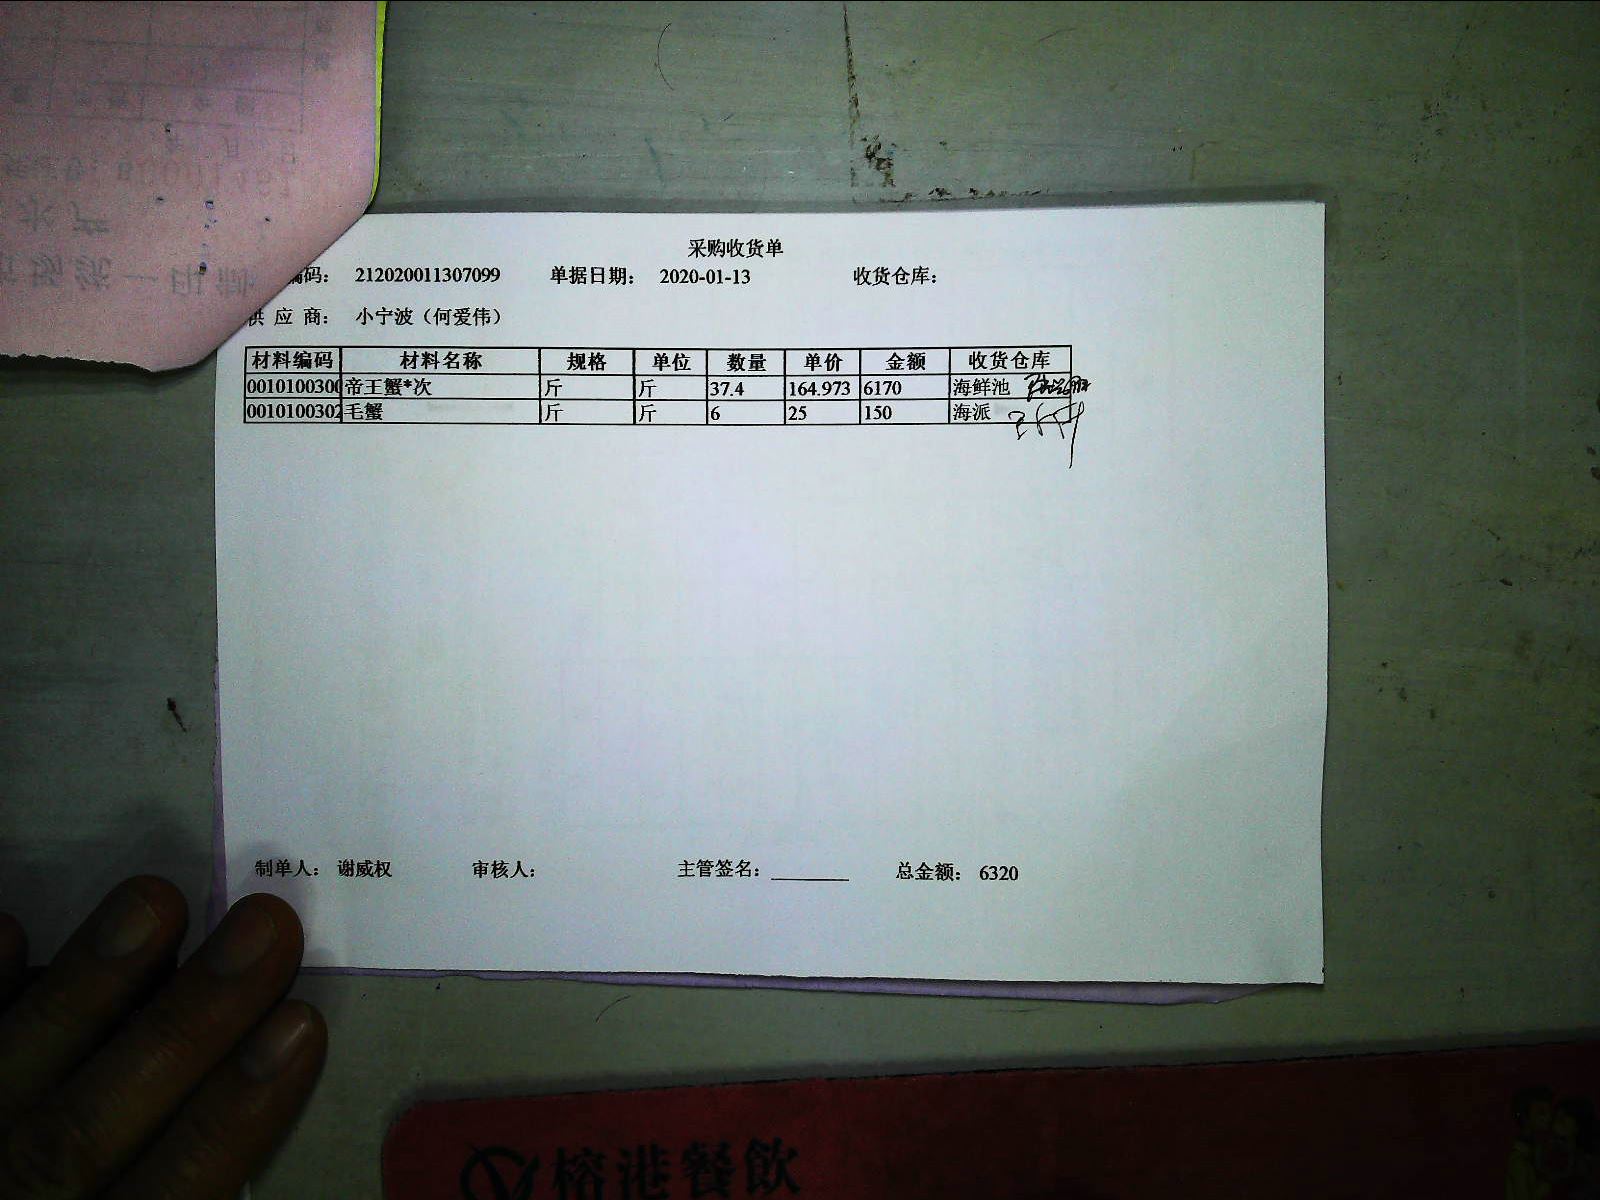 采购收货单
编码： 212020011307099 单据日期： 2020-01-13 收货仓库：
供 应 商： 小宁波（何爱伟）
材料编码 材料名称 规格 单位 数量 单价 金额 收货仓库
0010100300 帝王蟹*次 斤 斤 37.4 164.973 6170 海鲜池
0010100302 毛蟹 斤 斤 6 25 150 海派
制单人： 谢威权 审核人： 主管签名： 总金额： 6320
榕港餐飲